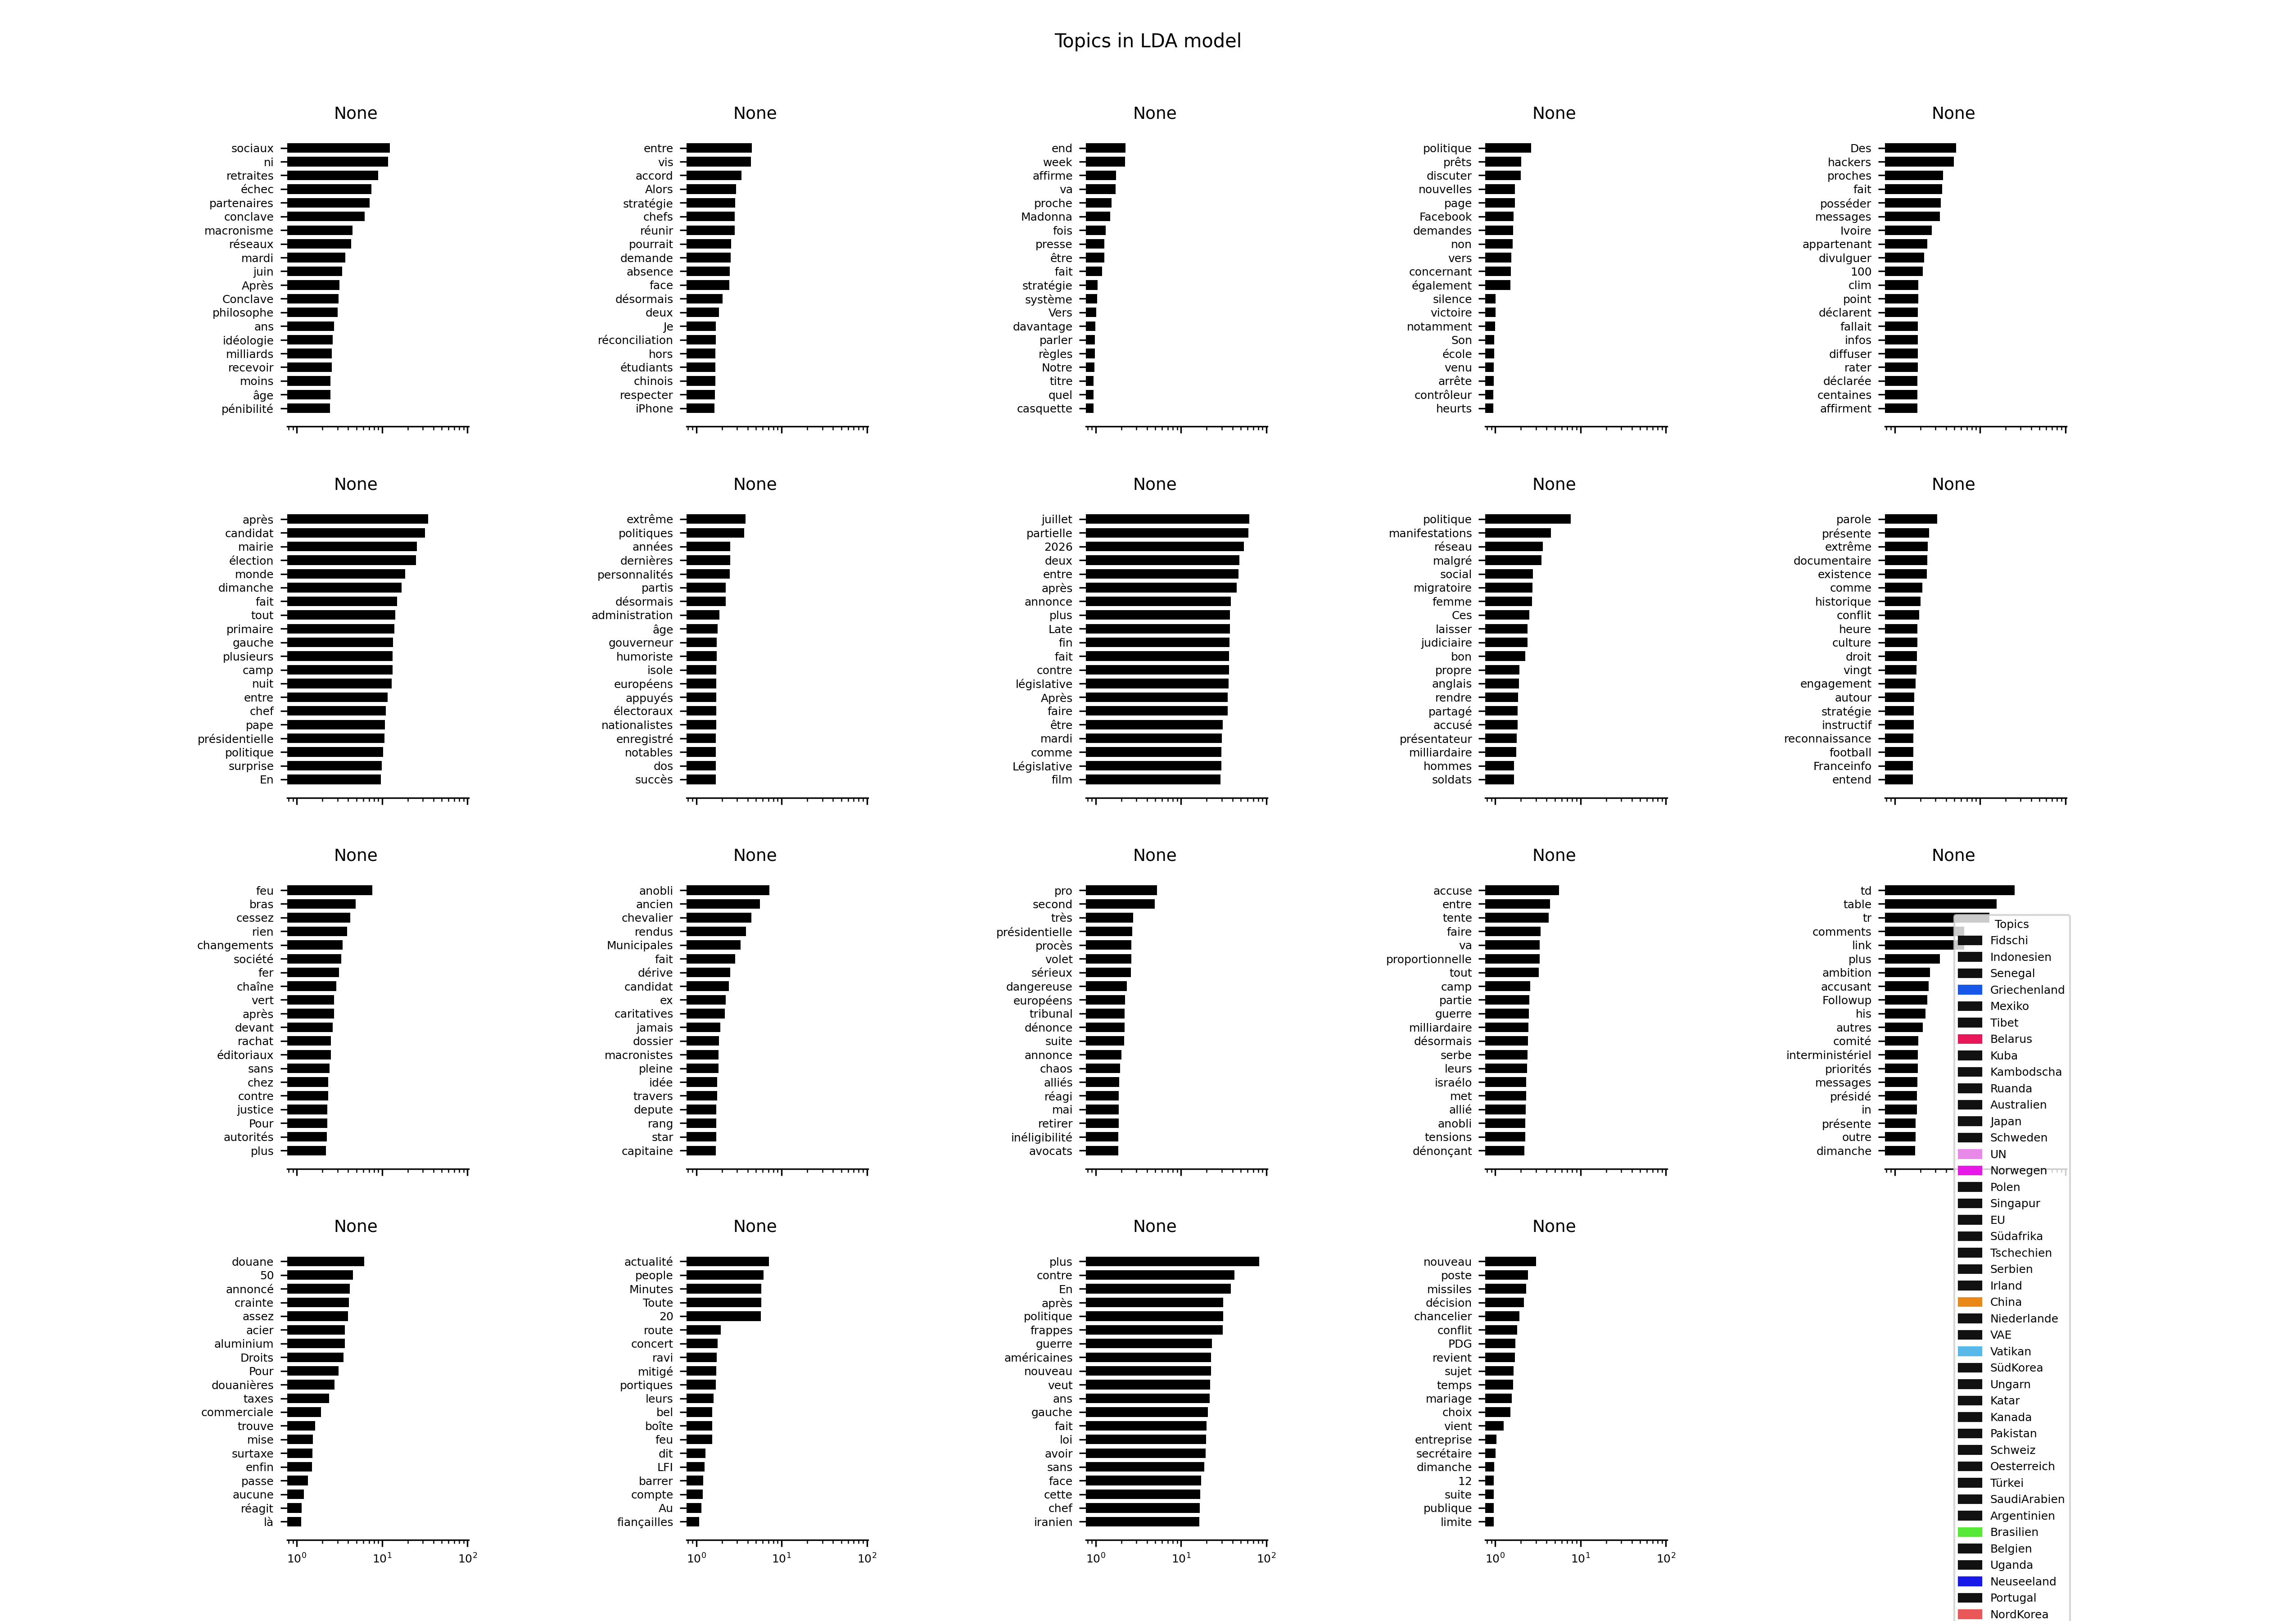 Topics in LDA model
None
sociaux
ni
retraites
échec
partenaires
conclave
macronisme
réseaux
mardi
juin
Après
Conclave
philosophe
ans
idéologie
milliards
recevoir
moins
âge
pénibilité
None
entre
vis
accord
Alors
stratégie
chefs
réunir
pourrait
demande
absence
face
désormais
deux
Je
réconciliation
hors
étudiants
chinois
respecter
iPhone
None
end
week
affirme
va
proche
Madonna
fois
presse
être
fait
stratégie
système
Vers
davantage
parler
règles
Notre
titre
quel
casquette
None
politique
prêts
discuter
nouvelles
page
Facebook
demandes
non
vers
concernant
également
silence
victoire
notamment
Son
école
venu
arrête
contrôleur
heurts
None
Des
hackers
proches
fait
posséder
messages
Ivoire
appartenant
divulguer
100
clim
point
déclarent
fallait
infos
diffuser
rater
déclarée
centaines
affirment
None
après
candidat
mairie
élection
monde
dimanche
fait
tout
primaire
gauche
plusieurs
camp
nuit
entre
chef
pape
présidentielle
politique
surprise
En
None
extrême
politiques
années
dernières
personnalités
partis
désormais
administration
âge
gouverneur
humoriste
isole
européens
appuyés
électoraux
nationalistes
enregistré
notables
dos
succès
None
juillet
partielle
2026
deux
entre
après
annonce
plus
Late
fin
fait
contre
législative
Après
faire
être
mardi
comme
Législative
film
None
politique
manifestations
réseau
malgré
social
migratoire
femme
Ces
laisser
judiciaire
bon
propre
anglais
rendre
partagé
accusé
présentateur
milliardaire
hommes
soldats
None
parole
présente
extrême
documentaire
existence
comme
historique
conflit
heure
culture
droit
vingt
engagement
autour
stratégie
instructif
reconnaissance
football
Franceinfo
entend
None
feu
bras
cessez
rien
changements
société
fer
chaîne
vert
après
devant
rachat
éditoriaux
sans
chez
contre
justice
Pour
autorités
plus
None
anobli
ancien
chevalier
rendus
Municipales
fait
dérive
candidat
ex
caritatives
jamais
dossier
macronistes
pleine
idée
travers
depute
rang
star
capitaine
None
pro
second
très
présidentielle
procès
volet
sérieux
dangereuse
européens
tribunal
dénonce
suite
annonce
chaos
alliés
réagi
mai
retirer
inéligibilité
avocats
None
accuse
entre
tente
faire
va
proportionnelle
tout
camp
partie
guerre
milliardaire
désormais
serbe
leurs
israélo
met
allié
anobli
tensions
dénonçant
None
td
table
tr
comments
link
plus
ambition
accusant
Followup
his
autres
comité
interministériel
priorités
messages
présidé
in
présente
outre
dimanche
None
douane
50
annoncé
crainte
assez
acier
aluminium
Droits
Pour
douanières
taxes
commerciale
trouve
mise
surtaxe
enfin
passe
aucune
réagit
là
10⁰ 10¹ 10²
None
actualité
people
Minutes
Toute
20
route
concert
ravi
mitigé
portiques
leurs
bel
boîte
feu
dit
LFI
barrer
compte
Au
fiançailles
10⁰ 10¹ 10²
None
plus
contre
En
après
politique
frappes
guerre
américaines
nouveau
veut
ans
gauche
fait
loi
avoir
sans
face
cette
chef
iranien
10⁰ 10¹ 10²
None
nouveau
poste
missiles
décision
chancelier
conflit
PDG
revient
sujet
temps
mariage
choix
vient
entreprise
secrétaire
dimanche
12
suite
publique
limite
10⁰ 10¹ 10²
Topics
Fidschi
Indonesien
Senegal
Griechenland
Mexiko
Tibet
Belarus
Kuba
Kambodscha
Ruanda
Australien
Japan
Schweden
UN
Norwegen
Polen
Singapur
EU
Südafrika
Tschechien
Serbien
Irland
China
Niederlande
VAE
Vatikan
SüdKorea
Ungarn
Katar
Kanada
Pakistan
Schweiz
Oesterreich
Türkei
SaudiArabien
Argentinien
Brasilien
Belgien
Uganda
Neuseeland
Portugal
NordKorea